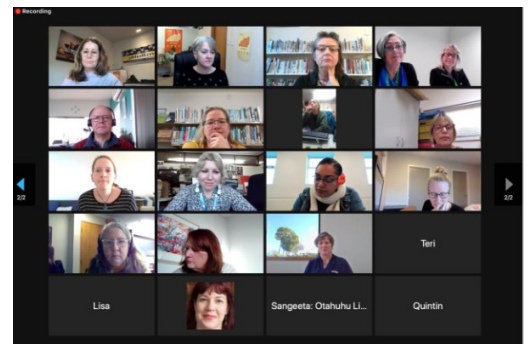 Recording
2/2
2/2
Teri
Lisa
Sangeeta: Otahuhu Li...
Quintin